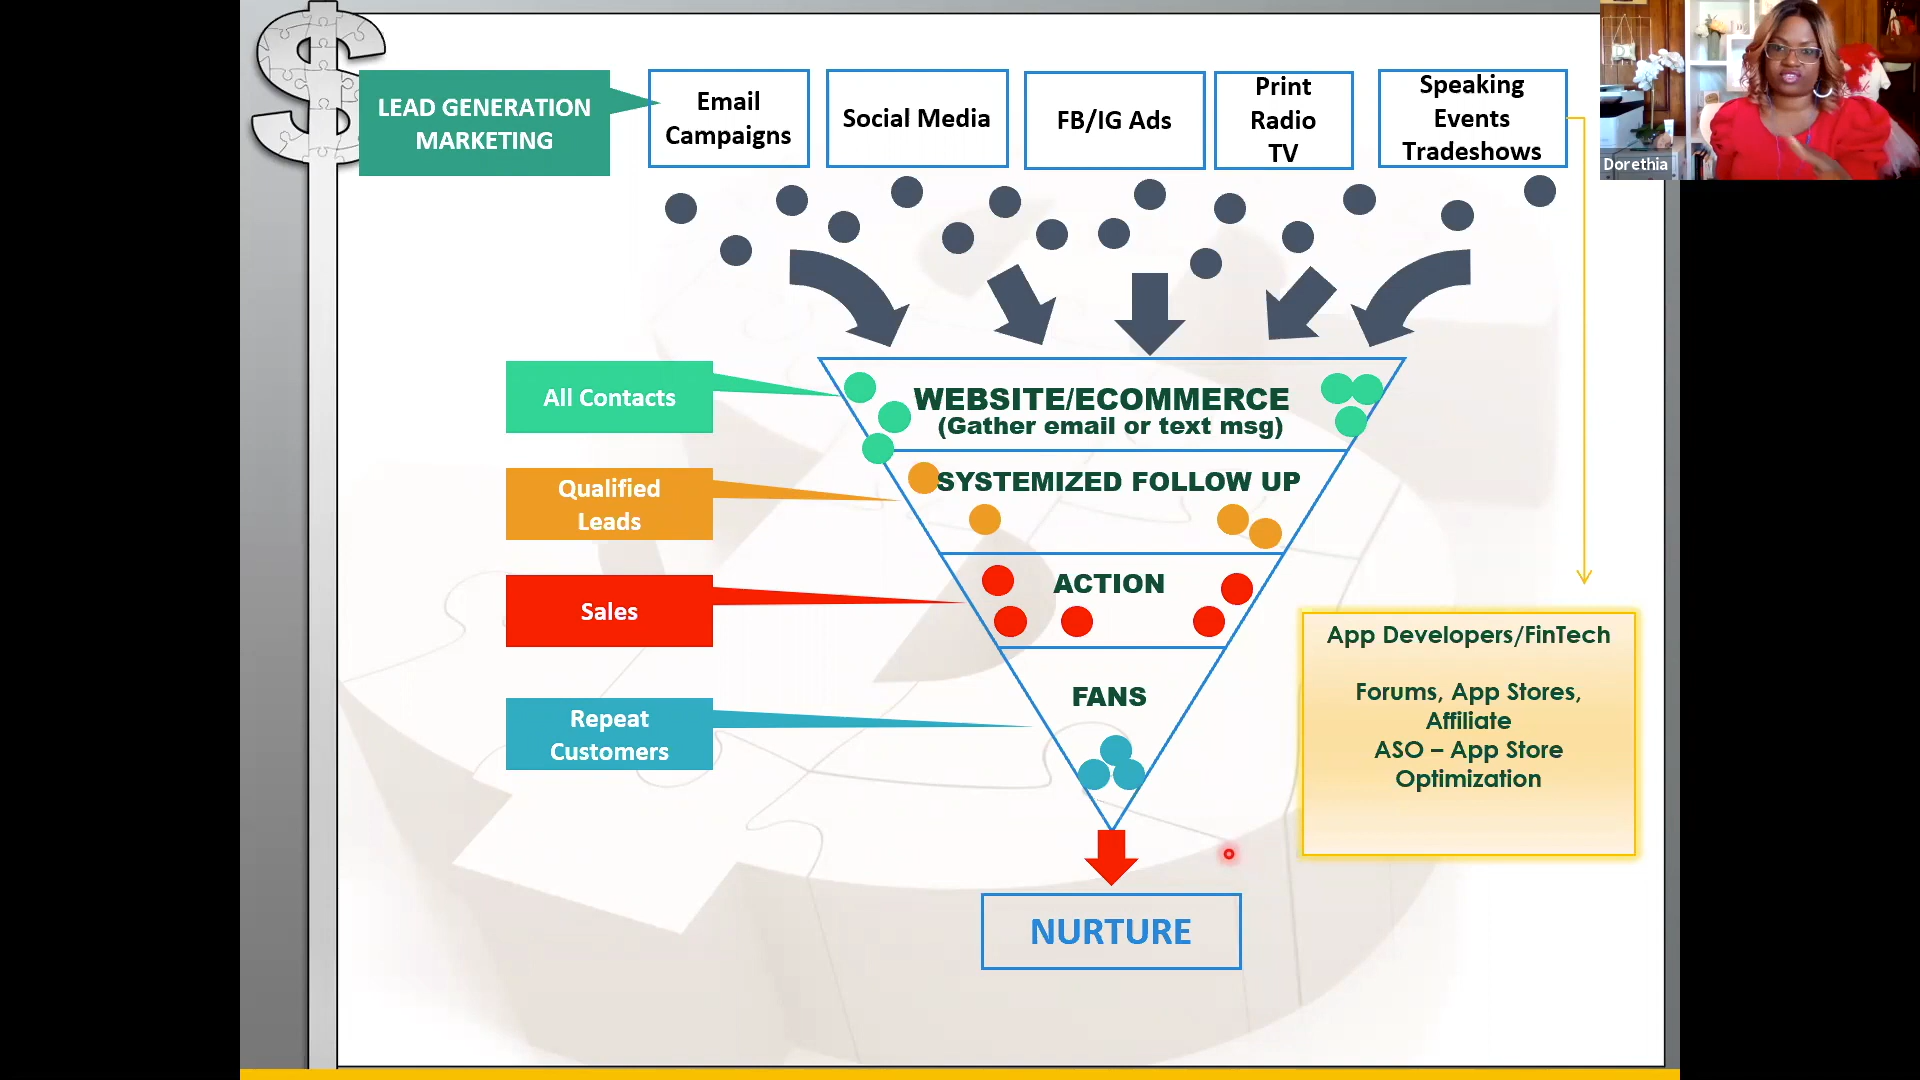 LEAD GENERATION
MARKETING
Email
Campaigns
Social Media
FB/IG Ads
Print
Radio
TV
Speaking
Events
Tradeshows
Dorethia
All Contacts
WEBSITE/ECOMMERCE
(Gather email or text msg)
Qualified
Leads
SYSTEMIZED FOLLOW UP
Sales
ACTION
Repeat
Customers
FANS
App Developers/FinTech
Forums, App Stores,
Affiliate
ASO – App Store
Optimization
NURTURE